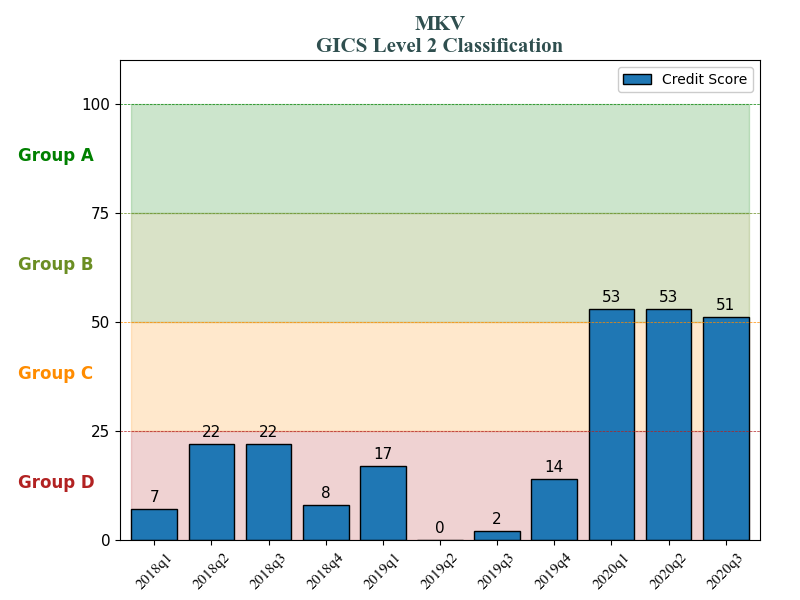 MKV
GICS Level 2 Classification
Credit Score
100
Group A
75
Group B
53
53
51
50
Group C
25
22
22
17
14
Group D
7
8
0
2
0
2018q1
2018q2
2018q3
2018q4
2019q1
2019q2
2019q3
2019q4
2020q1
2020q2
2020q3